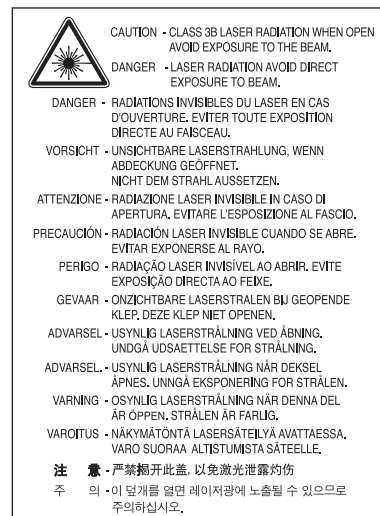 CAUTION - CLASS 3B LASER RADIATION WHEN OPEN
AVOID EXPOSURE TO THE BEAM.
DANGER - LASER RADIATION AVOID DIRECT
EXPOSURE TO BEAM.
DANGER - RADIATIONS INVISIBLES DU LASER EN CAS
D'OUVERTURE. EVITER TOUTE EXPOSITION
DIRECTE AU FAISCEAU.
VORSICHT - UNSICHTBARE LASERSTRAHLUNG, WENN
ABDECKUNG GEÖFFNET.
NICHT DEM STRAHL AUSSETZEN.
ATTENZIONE - RADIAZIONE LASER INVISIBILE IN CASO DI
APERTURA. EVITARE L'ESPOSIZIONE AL FASCIO.
PRECAUCIÓN - RADIACIÓN LASER INVISIBLE CUANDO SE ABRE.
EVITAR EXPONERSE AL RAYO.
PERIGO - RADIAÇÃO LASER INVISÍVEL AO ABRIR. EVITE
EXPOSIÇÃO DIRECTA AO FEIXE.
GEVAAR - ONZICHTBARE LASERSTRALEN BIJ GEOPENDE
KLEP. DEZE KLEP NIET OPENEN.
ADVARSEL - USYNLIG LASERSTRÅLNING VED ÅBNING.
UNDGÅ UDSAETTELSE FOR STRÅLNING.
ADVARSEL. - USYNLIG LASERSTRÅLNING NÅR DEKSEL
ÅPNES. UNNGÅ EKSPONERING FOR STRÅLEN.
VARNING - OSYNLIG LASERSTRÅLNING NÄR DENNA DEL
ÄR ÖPPEN. STRÅLEN ÄR FARLIG.
VAROITUS - NÄKYMÄTÖNTÄ LASERSÄTEILYÄ AVATTAESSA.
VARO SUORAA ALTISTUMISTA SÄTEELLE.
注 意 - 严禁揭开此盖, 以免激光泄露灼伤
주 의 - 이 덮개를 열면 레이저광에 노출될 수 있으므로
주의하십시오.